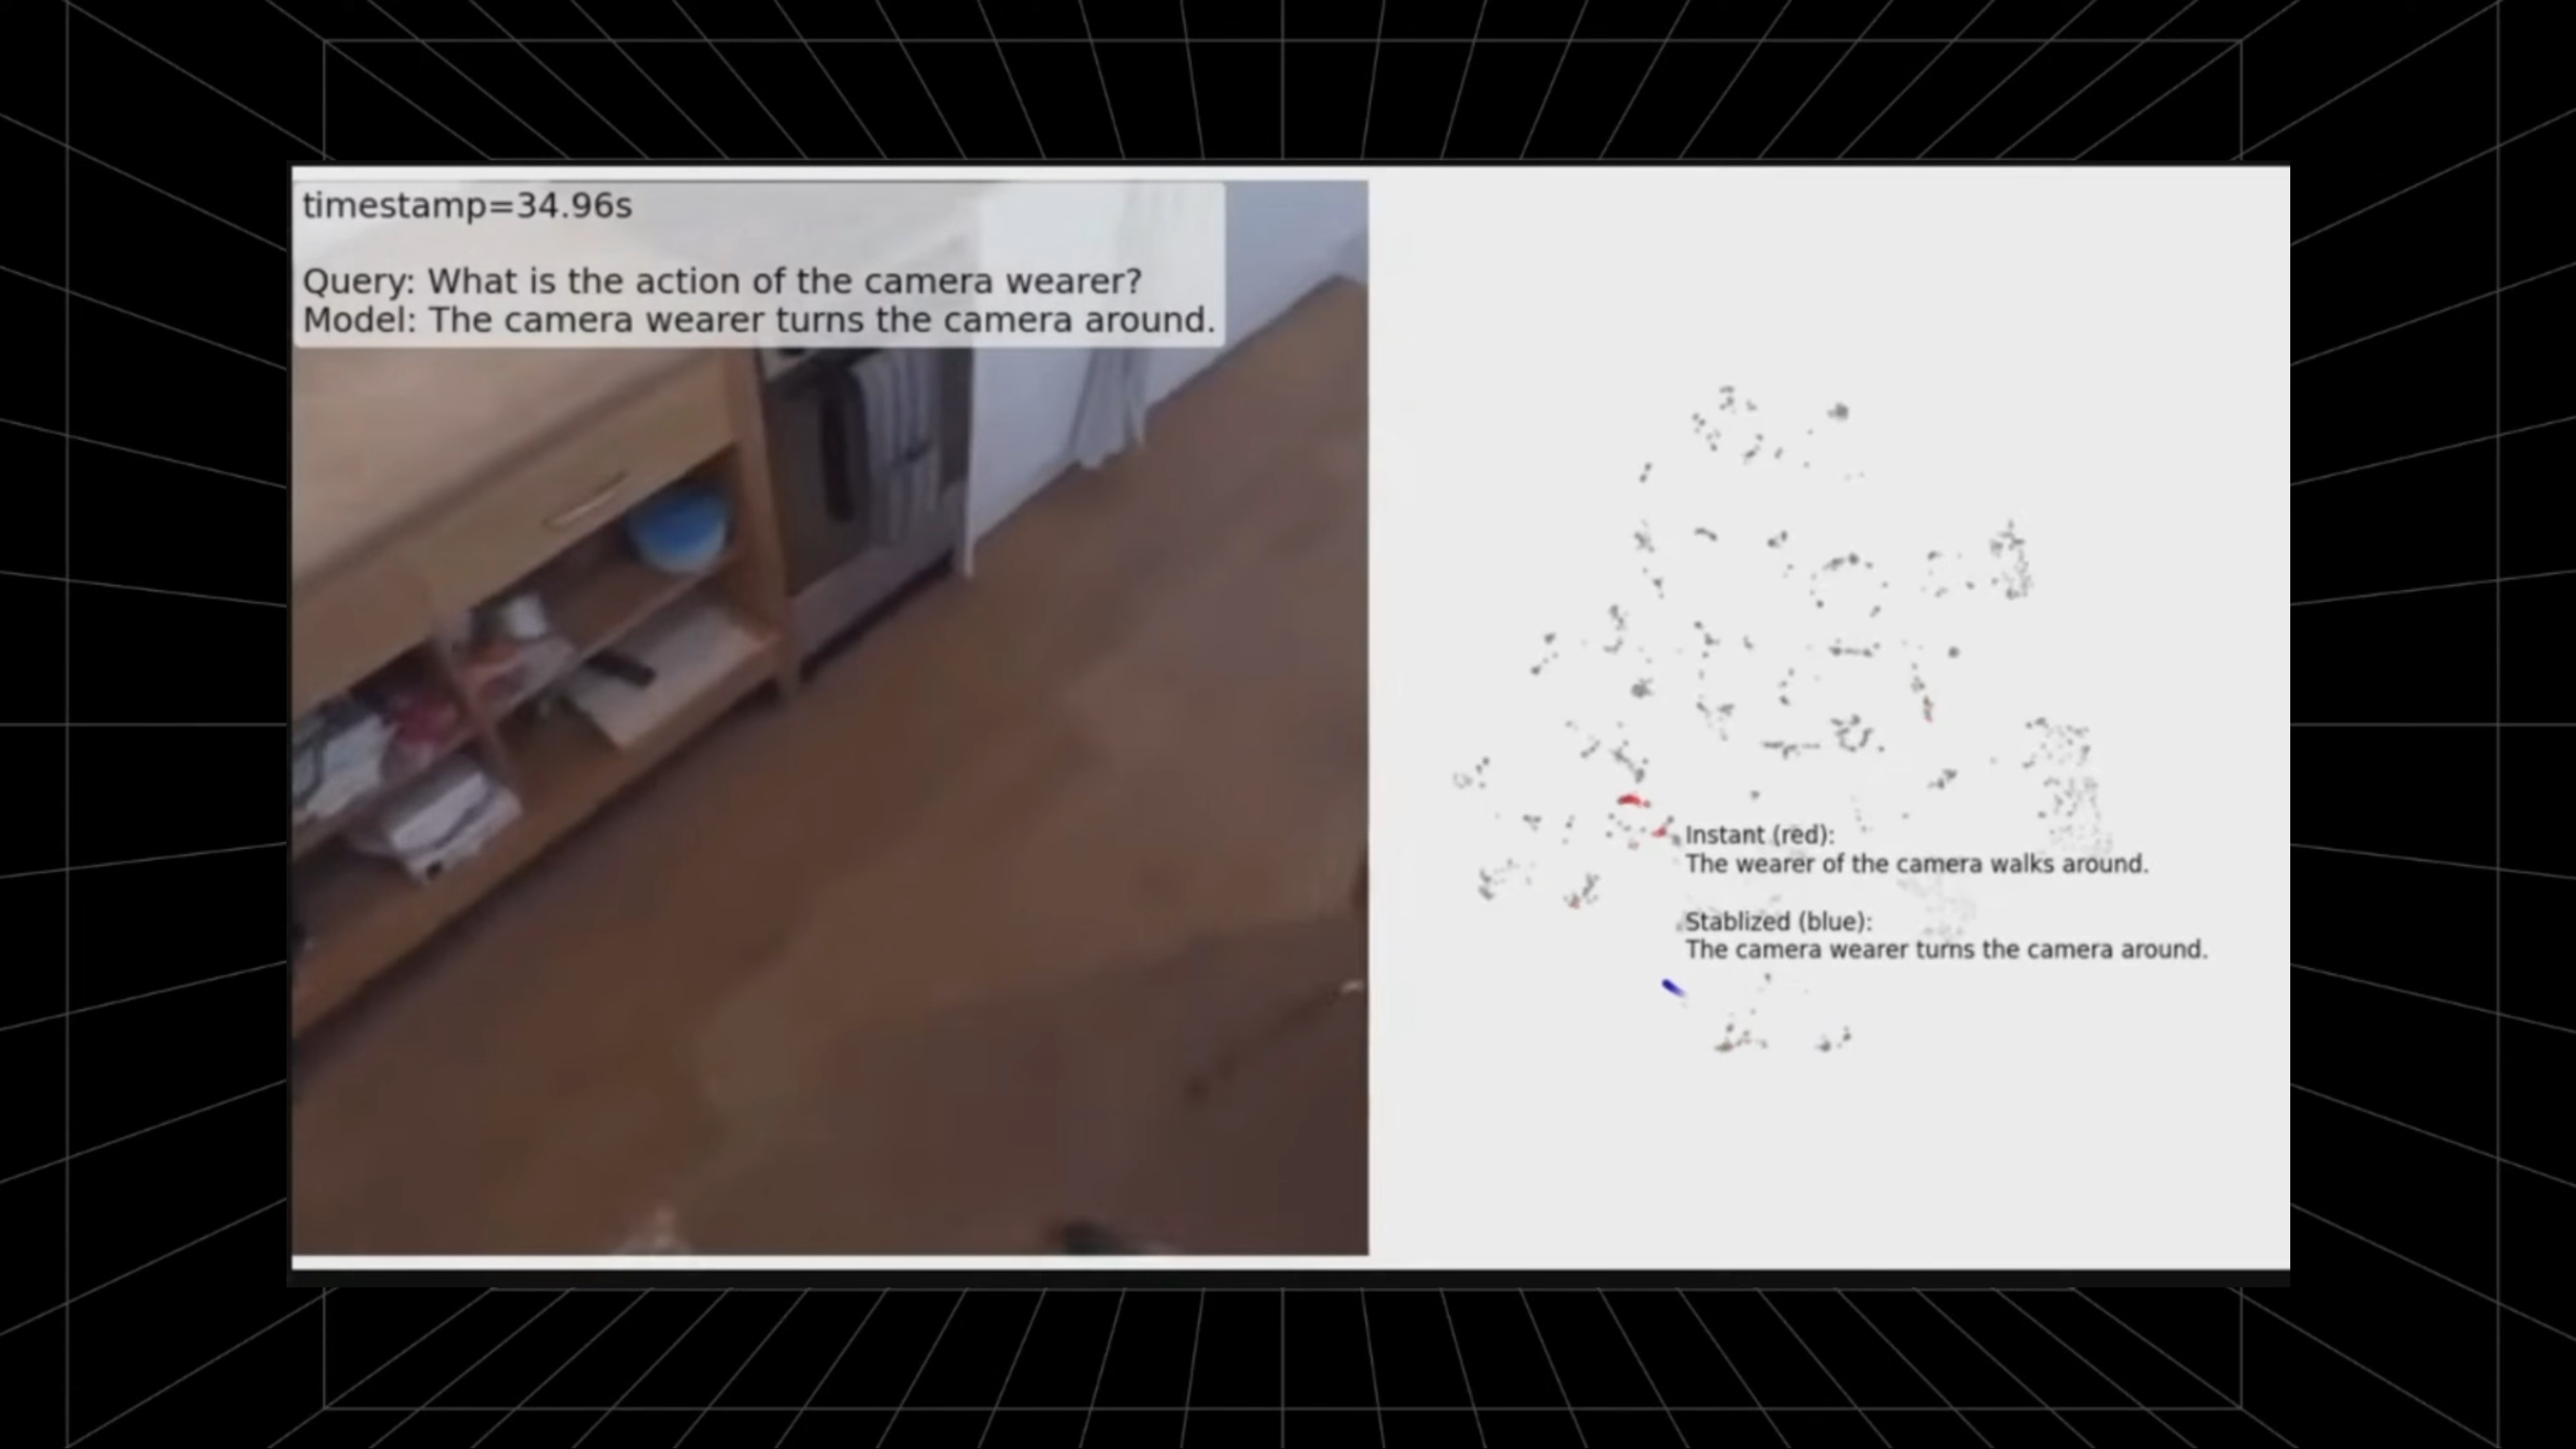 timestamp=34.96s
Query: What is the action of the camera wearer?
Model: The camera wearer turns the camera around.
Instant (red):
The wearer of the camera walks around.
Stablized (blue):
The camera wearer turns the camera around.